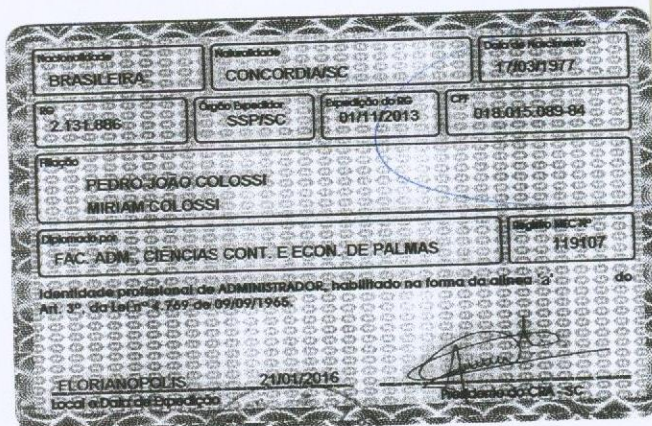 Nacionalidade
BRASILEIRA
Naturalidade
CONCORDIA/SC
Data de Nascimento
17/03/1977
RG
2.131.886
Órgão Expedidor
SSP/SC
Expedição do RG
01/11/2013
CPF
018.015.089-84
Filiação
PEDRO JOÃO COLOSSI
MIRIAM COLOSSI
Diplomado por
FAC. ADM., CIENCIAS CONT. E ECON. DE PALMAS
Registro MEC Nº
119107
Identidade profissional de ADMINISTRADOR, habilitado na forma da alínea "a" do
Art. 3º, da Lei nº 4.769 de 09/09/1965.
FLORIANOPOLIS, 21/01/2016
Local e Data de Expedição
Presidente do CRA - SC